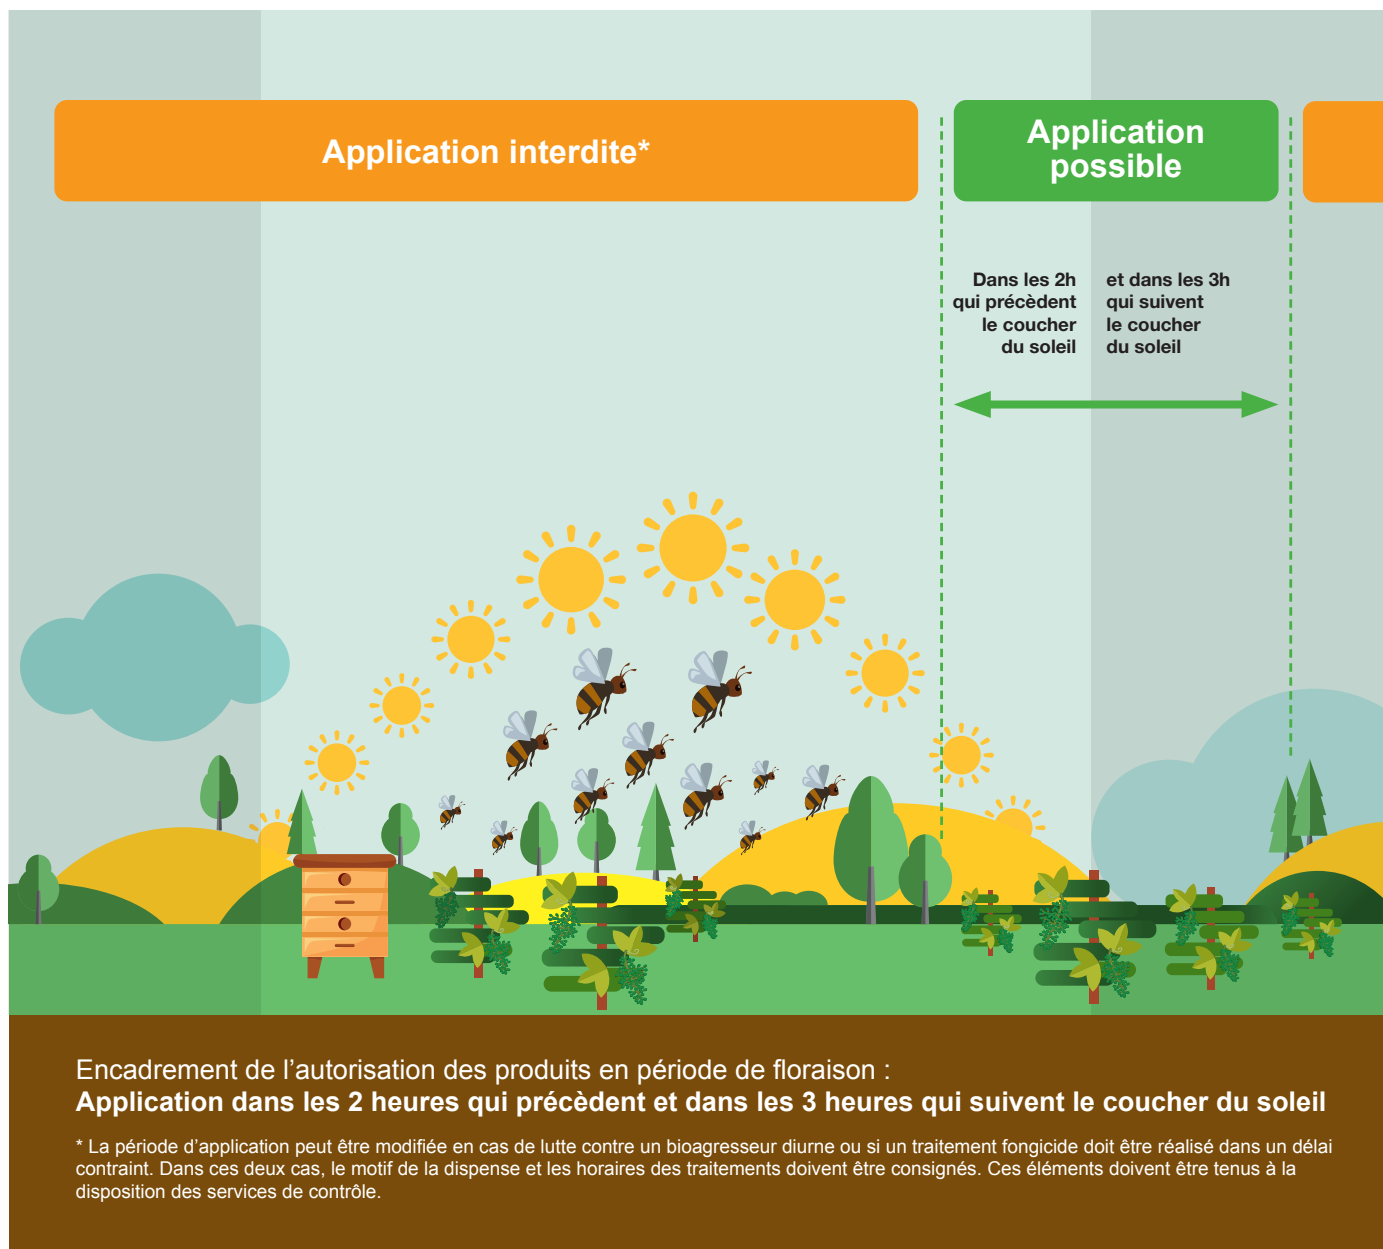 Application interdite*
Application
possible
Dans les 2h
qui précèdent
le coucher
du soleil
et dans les 3h
qui suivent
le coucher
du soleil
Encadrement de l’autorisation des produits en période de floraison :
Application dans les 2 heures qui précèdent et dans les 3 heures qui suivent le coucher du soleil
* La période d’application peut être modifiée en cas de lutte contre un bioagresseur diurne ou si un traitement fongicide doit être réalisé dans un délai
contraint. Dans ces deux cas, le motif de la dispense et les horaires des traitements doivent être consignés. Ces éléments doivent être tenus à la
disposition des services de contrôle.